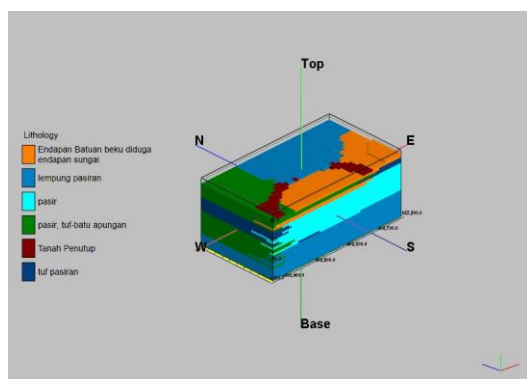 Top
N
E
Lithology
Endapan Batuan beku diduga
endapan sungai
lempung pasiran
pasir
pasir, tuf-batu apungan
Tanah Penutup
tuf pasiran
W
S
Base